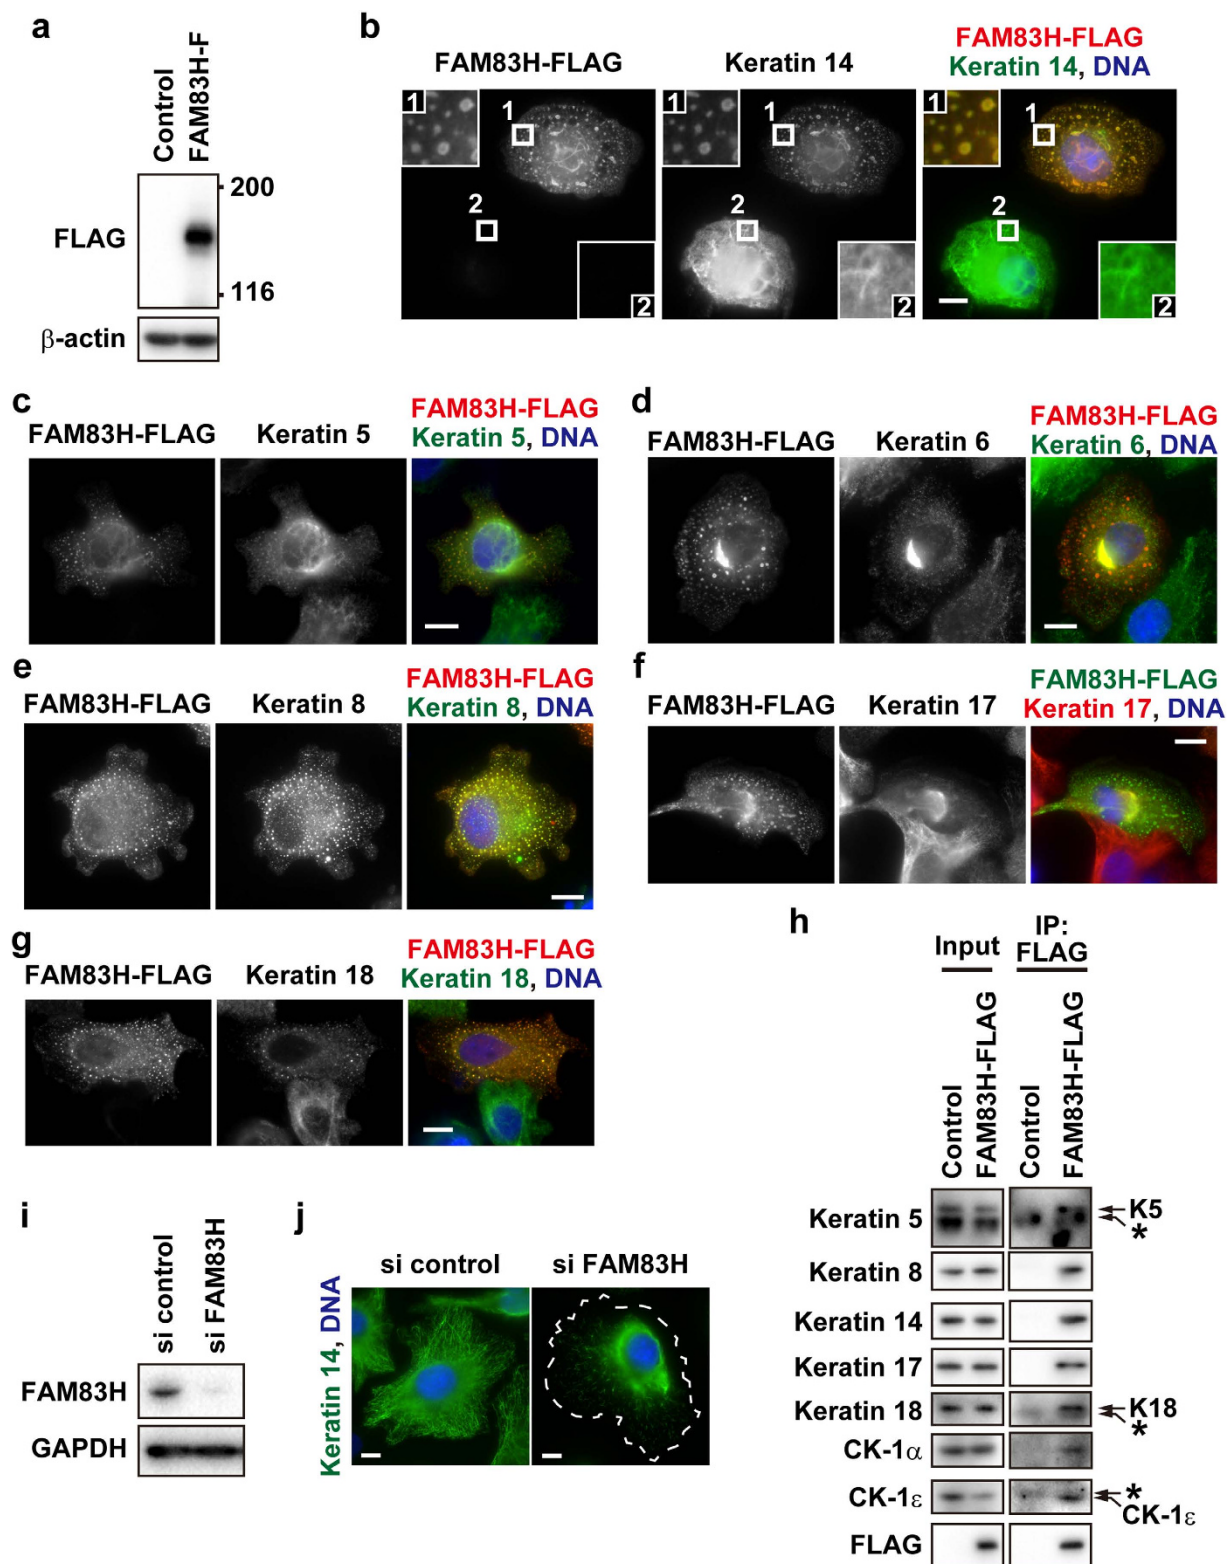 a
Control
FAM83H-F
200
FLAG
116
β-actin
b
FAM83H-FLAG
Keratin 14
FAM83H-FLAG
Keratin 14, DNA
1
1
2
2
1
1
2
2
1
1
2
2
c
FAM83H-FLAG
Keratin 5
FAM83H-FLAG
Keratin 5, DNA
d
FAM83H-FLAG
Keratin 6
FAM83H-FLAG
Keratin 6, DNA
e
FAM83H-FLAG
Keratin 8
FAM83H-FLAG
Keratin 8, DNA
f
FAM83H-FLAG
Keratin 17
FAM83H-FLAG
Keratin 17, DNA
g
FAM83H-FLAG
Keratin 18
FAM83H-FLAG
Keratin 18, DNA
h
Input
IP:
FLAG
Control
FAM83H-FLAG
Control
FAM83H-FLAG
Keratin 5
K5
*
Keratin 8
Keratin 14
Keratin 17
Keratin 18
K18
*
CK-1α
CK-1ε
*
CK-1ε
FLAG
i
si control
si FAM83H
FAM83H
GAPDH
j
si control
si FAM83H
Keratin 14, DNA